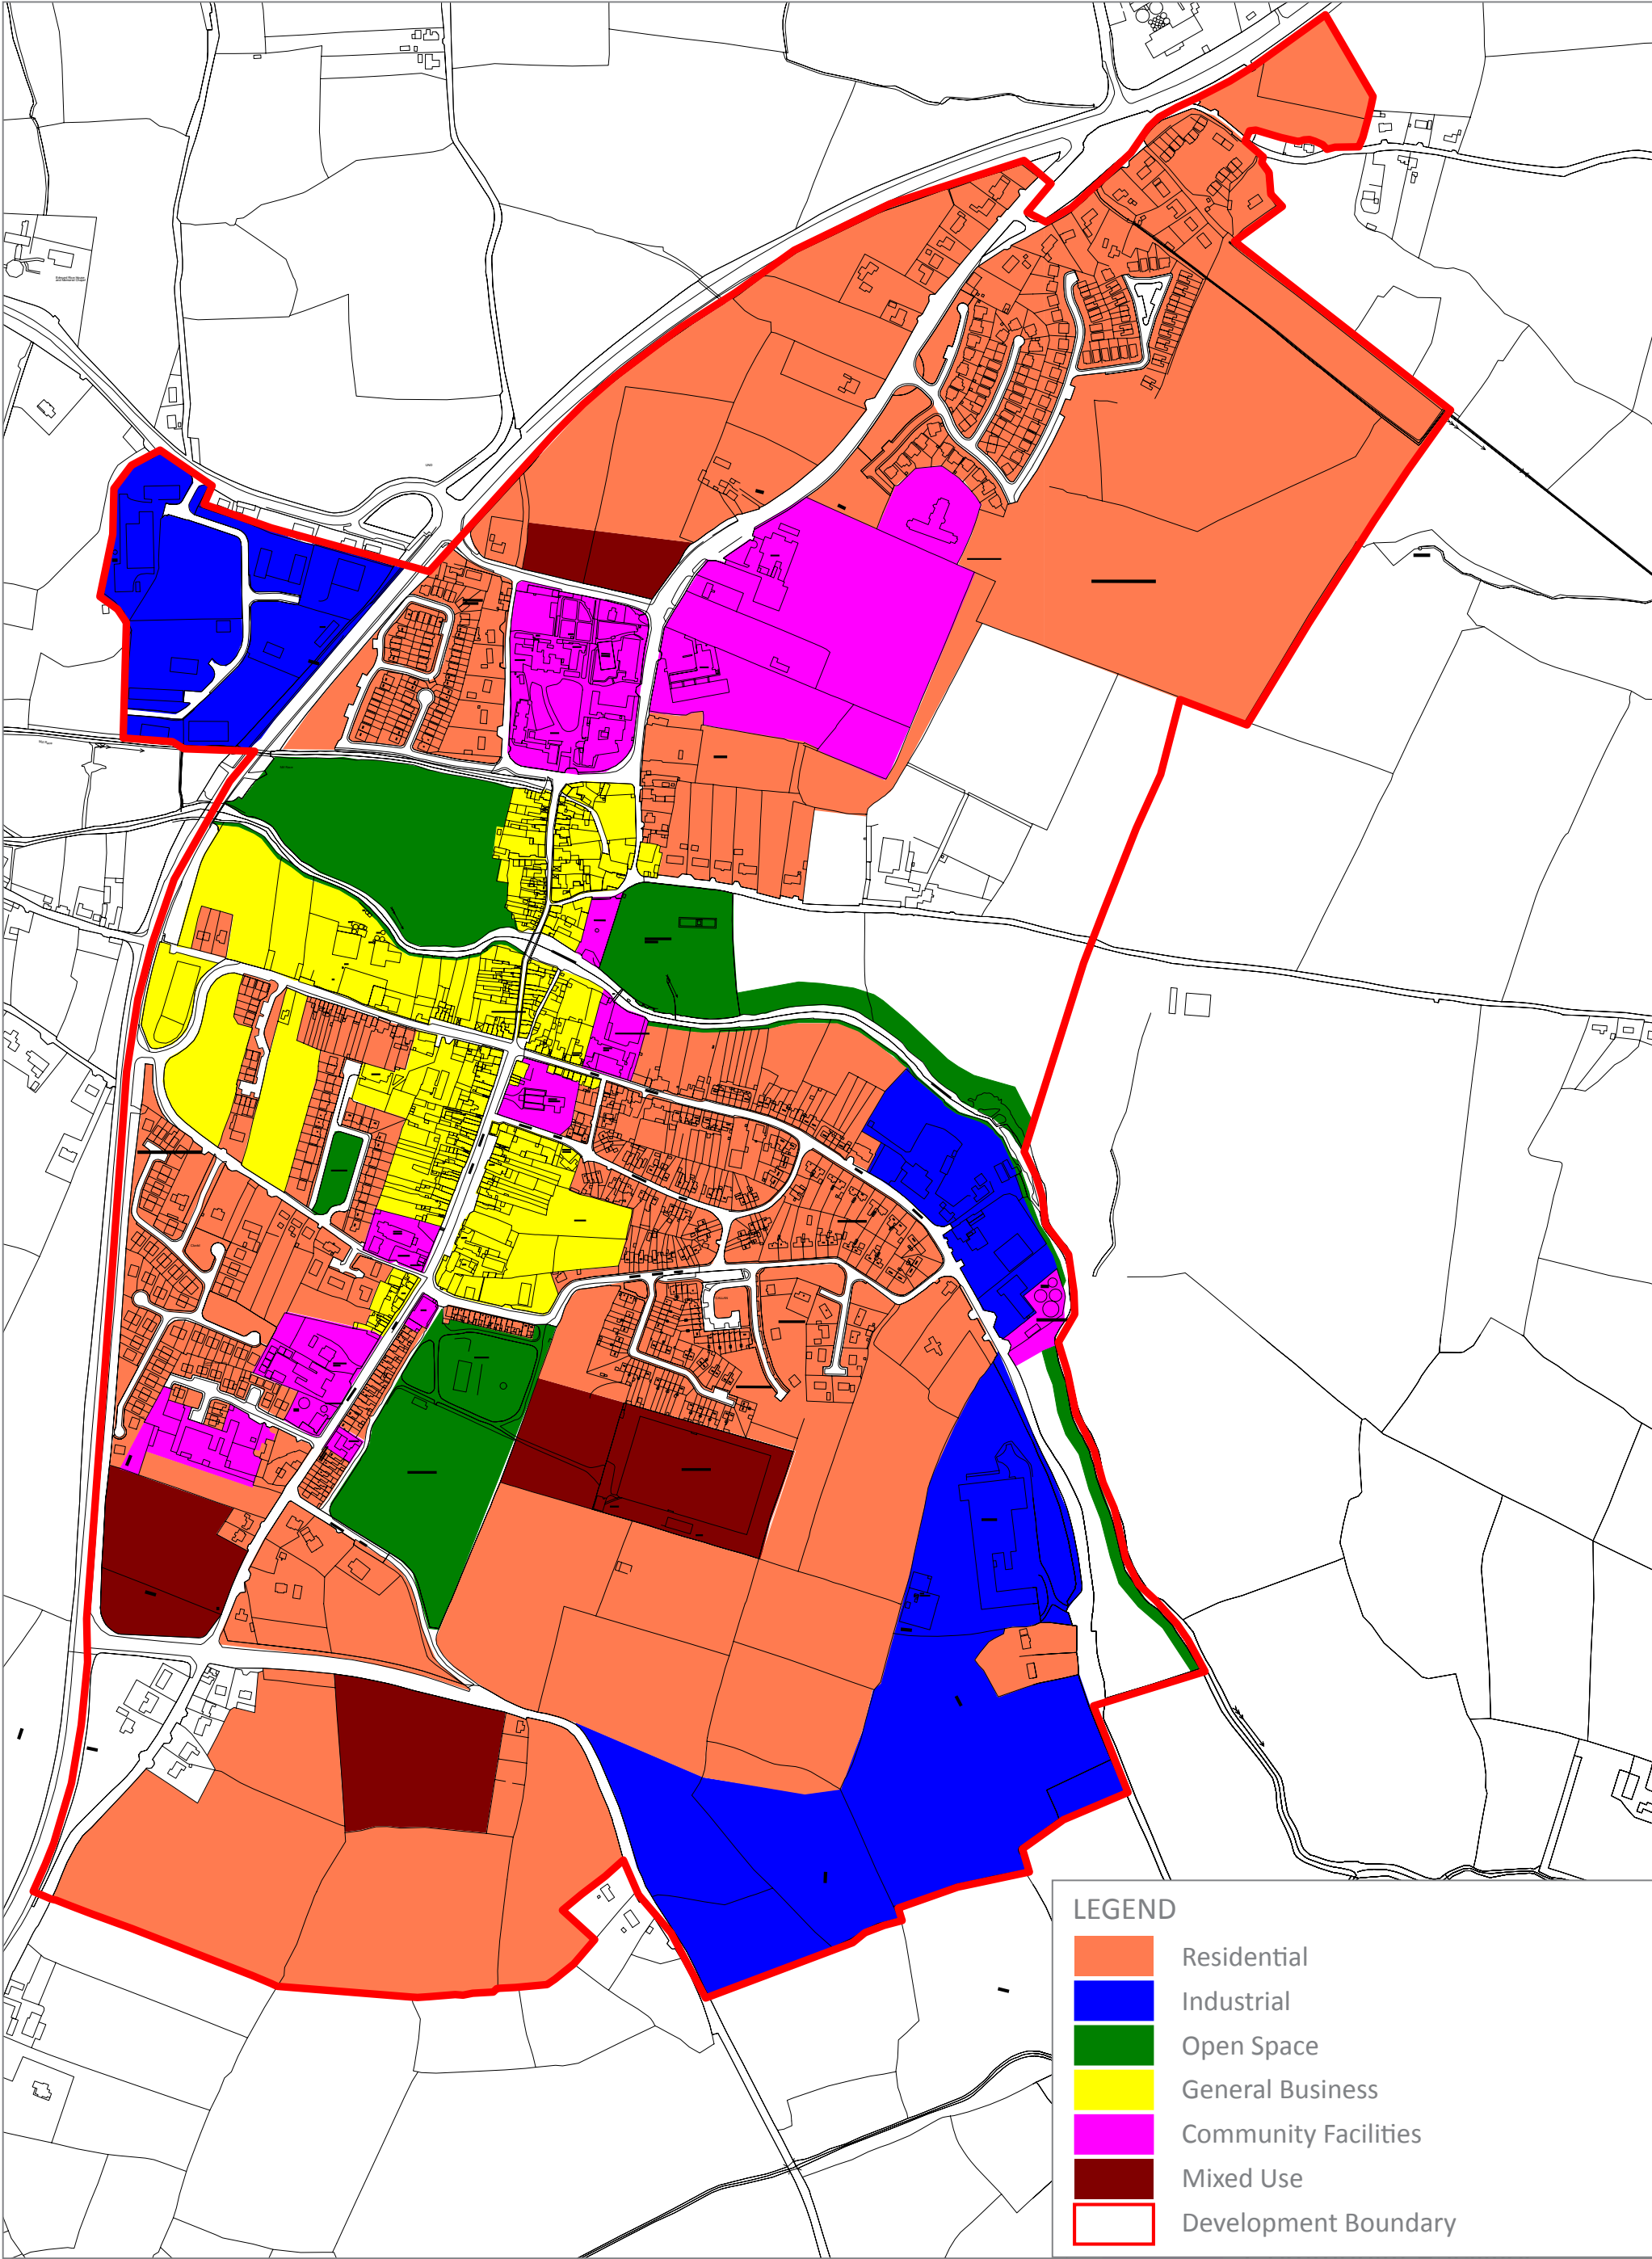 LEGEND
Residential
Industrial
Open Space
General Business
Community Facilities
Mixed Use
Development Boundary